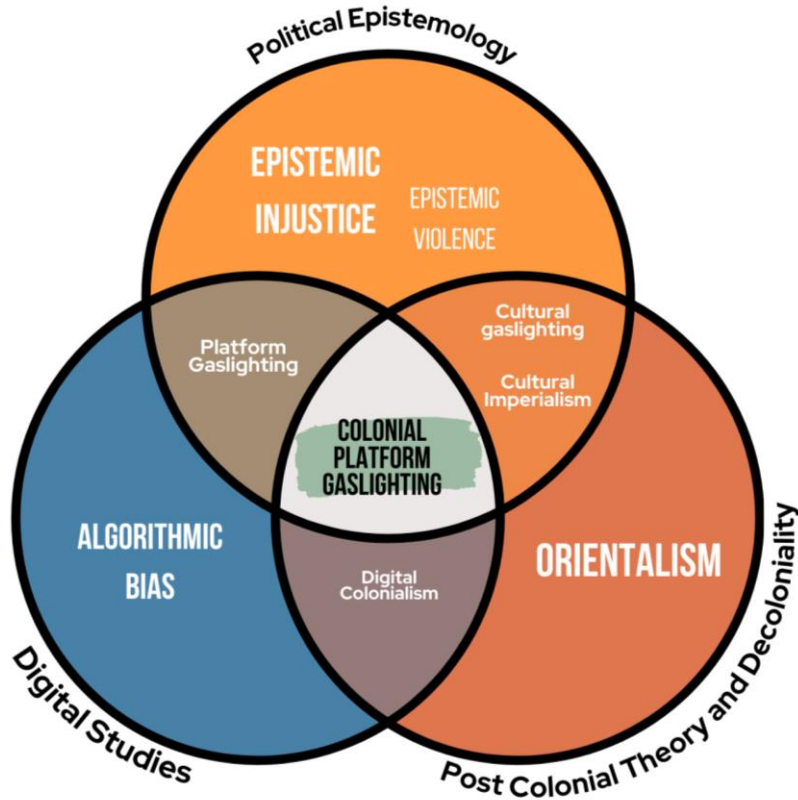 Political Epistemology
EPISTEMIC
INJUSTICE
EPISTEMIC
VIOLENCE
Platform
Gaslighting
Cultural
gaslighting
Cultural
Imperialism
COLONIAL
PLATFORM
GASLIGHTING
ALGORITHMIC
BIAS
Digital
Colonialism
ORIENTALISM
Digital Studies
Post Colonial Theory and Decoloniality